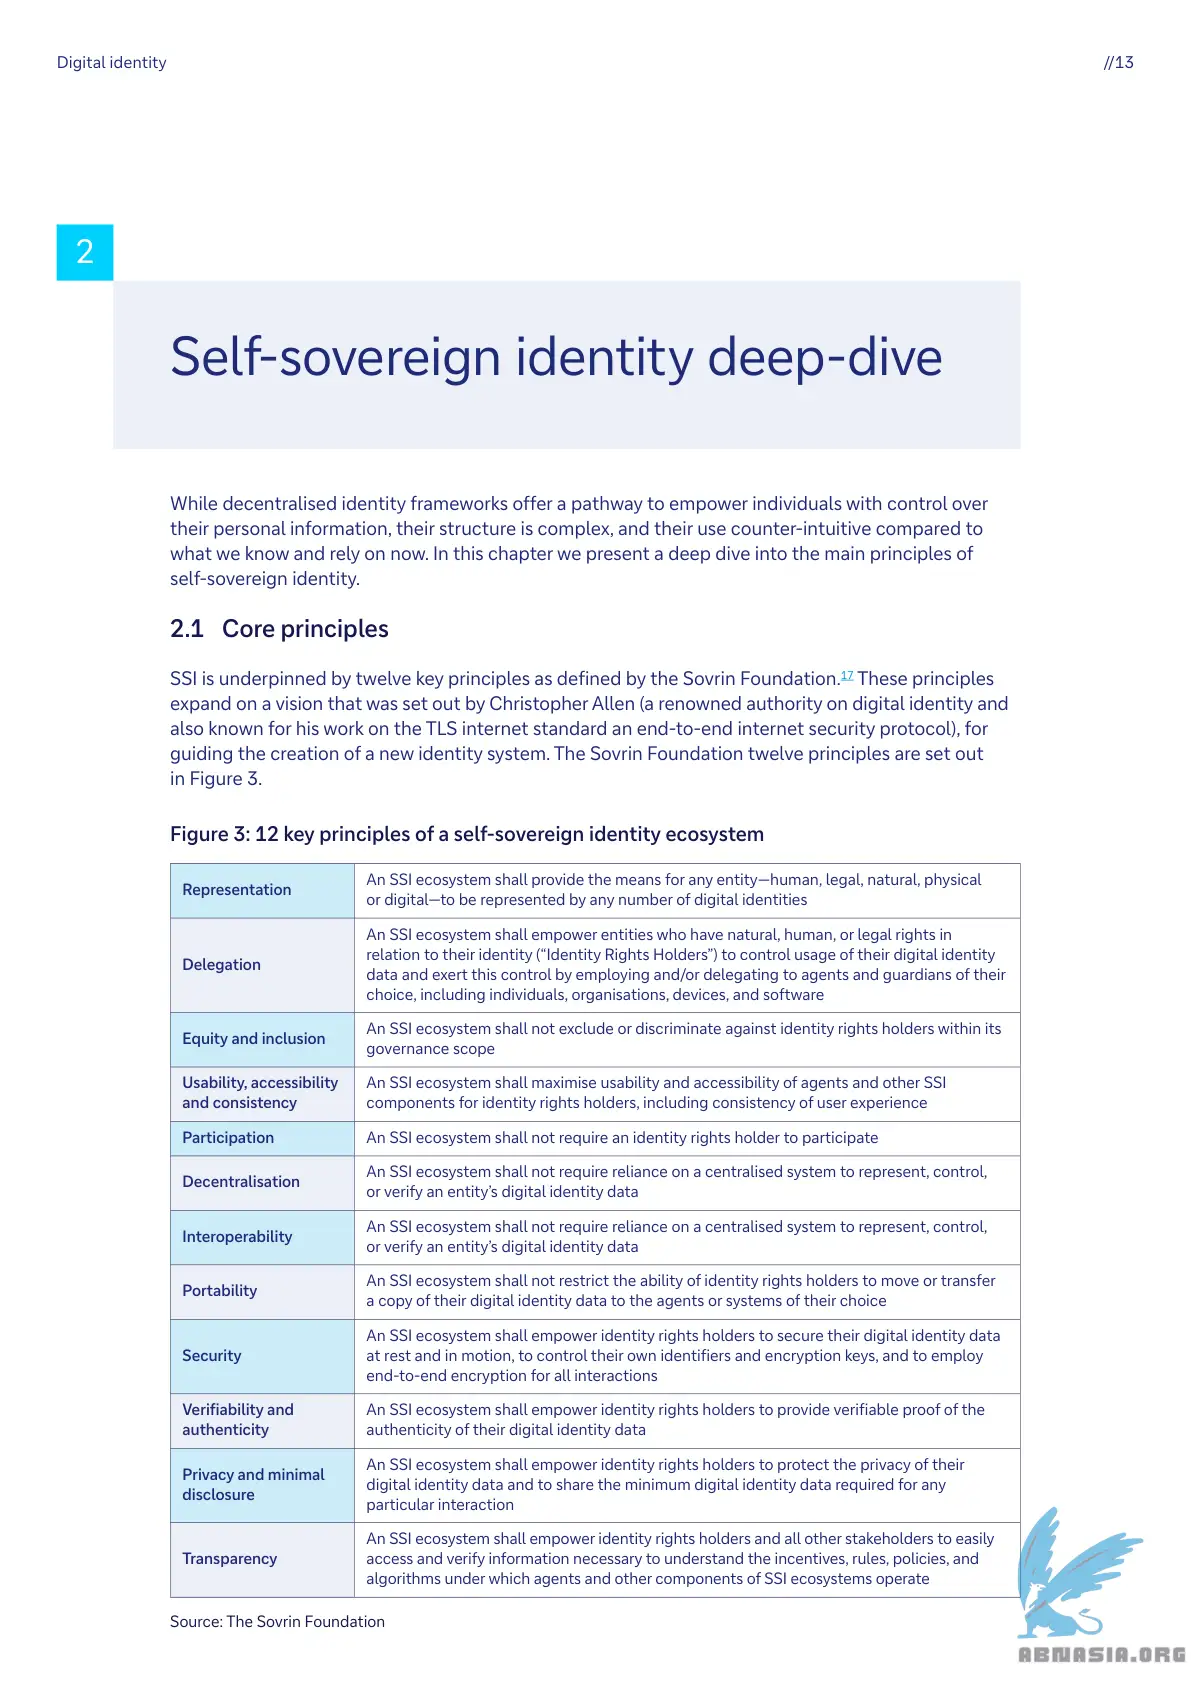 Digital identity
//13
2
Self-sovereign identity deep-dive
While decentralised identity frameworks offer a pathway to empower individuals with control over
their personal information, their structure is complex, and their use counter-intuitive compared to
what we know and rely on now. In this chapter we present a deep dive into the main principles of
self-sovereign identity.
2.1 Core principles
SSI is underpinned by twelve key principles as defined by the Sovrin Foundation.17 These principles
expand on a vision that was set out by Christopher Allen (a renowned authority on digital identity and
also known for his work on the TLS internet standard an end-to-end internet security protocol), for
guiding the creation of a new identity system. The Sovrin Foundation twelve principles are set out
in Figure 3.
Figure 3: 12 key principles of a self-sovereign identity ecosystem
Representation
An SSI ecosystem shall provide the means for any entity—human, legal, natural, physical
or digital—to be represented by any number of digital identities
Delegation
An SSI ecosystem shall empower entities who have natural, human, or legal rights in
relation to their identity (“Identity Rights Holders”) to control usage of their digital identity
data and exert this control by employing and/or delegating to agents and guardians of their
choice, including individuals, organisations, devices, and software
Equity and inclusion
An SSI ecosystem shall not exclude or discriminate against identity rights holders within its
governance scope
Usability, accessibility
and consistency
An SSI ecosystem shall maximise usability and accessibility of agents and other SSI
components for identity rights holders, including consistency of user experience
Participation
An SSI ecosystem shall not require an identity rights holder to participate
Decentralisation
An SSI ecosystem shall not require reliance on a centralised system to represent, control,
or verify an entity’s digital identity data
Interoperability
An SSI ecosystem shall not require reliance on a centralised system to represent, control,
or verify an entity’s digital identity data
Portability
An SSI ecosystem shall not restrict the ability of identity rights holders to move or transfer
a copy of their digital identity data to the agents or systems of their choice
Security
An SSI ecosystem shall empower identity rights holders to secure their digital identity data
at rest and in motion, to control their own identifiers and encryption keys, and to employ
end-to-end encryption for all interactions
Verifiability and
authenticity
An SSI ecosystem shall empower identity rights holders to provide verifiable proof of the
authenticity of their digital identity data
Privacy and minimal
disclosure
An SSI ecosystem shall empower identity rights holders to protect the privacy of their
digital identity data and to share the minimum digital identity data required for any
particular interaction
Transparency
An SSI ecosystem shall empower identity rights holders and all other stakeholders to easily
access and verify information necessary to understand the incentives, rules, policies, and
algorithms under which agents and other components of SSI ecosystems operate
Source: The Sovrin Foundation
ABNASIA.ORG